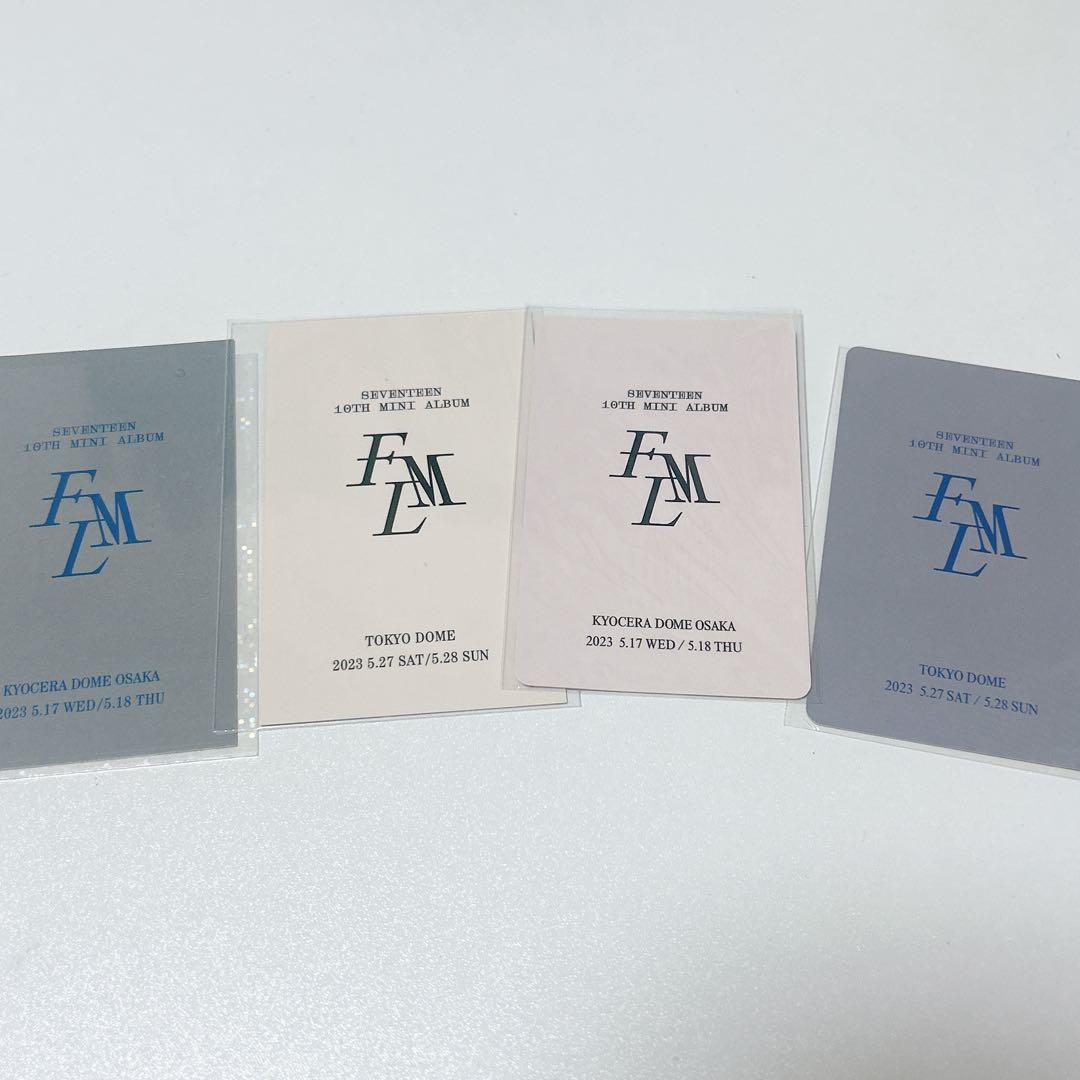 SEVENTEEN
10TH MINI ALBUM
FML
KYOCERA DOME OSAKA
2023 5.17 WED/5.18 THU
SEVENTEEN
10TH MINI ALBUM
FML
TOKYO DOME
2023 5.27 SAT/5.28 SUN
SEVENTEEN
10TH MINI ALBUM
FML
KYOCERA DOME OSAKA
2023 5.17 WED / 5.18 THU
SEVENTEEN
10TH MINI ALBUM
FML
TOKYO DOME
2023 5.27 SAT / 5.28 SUN